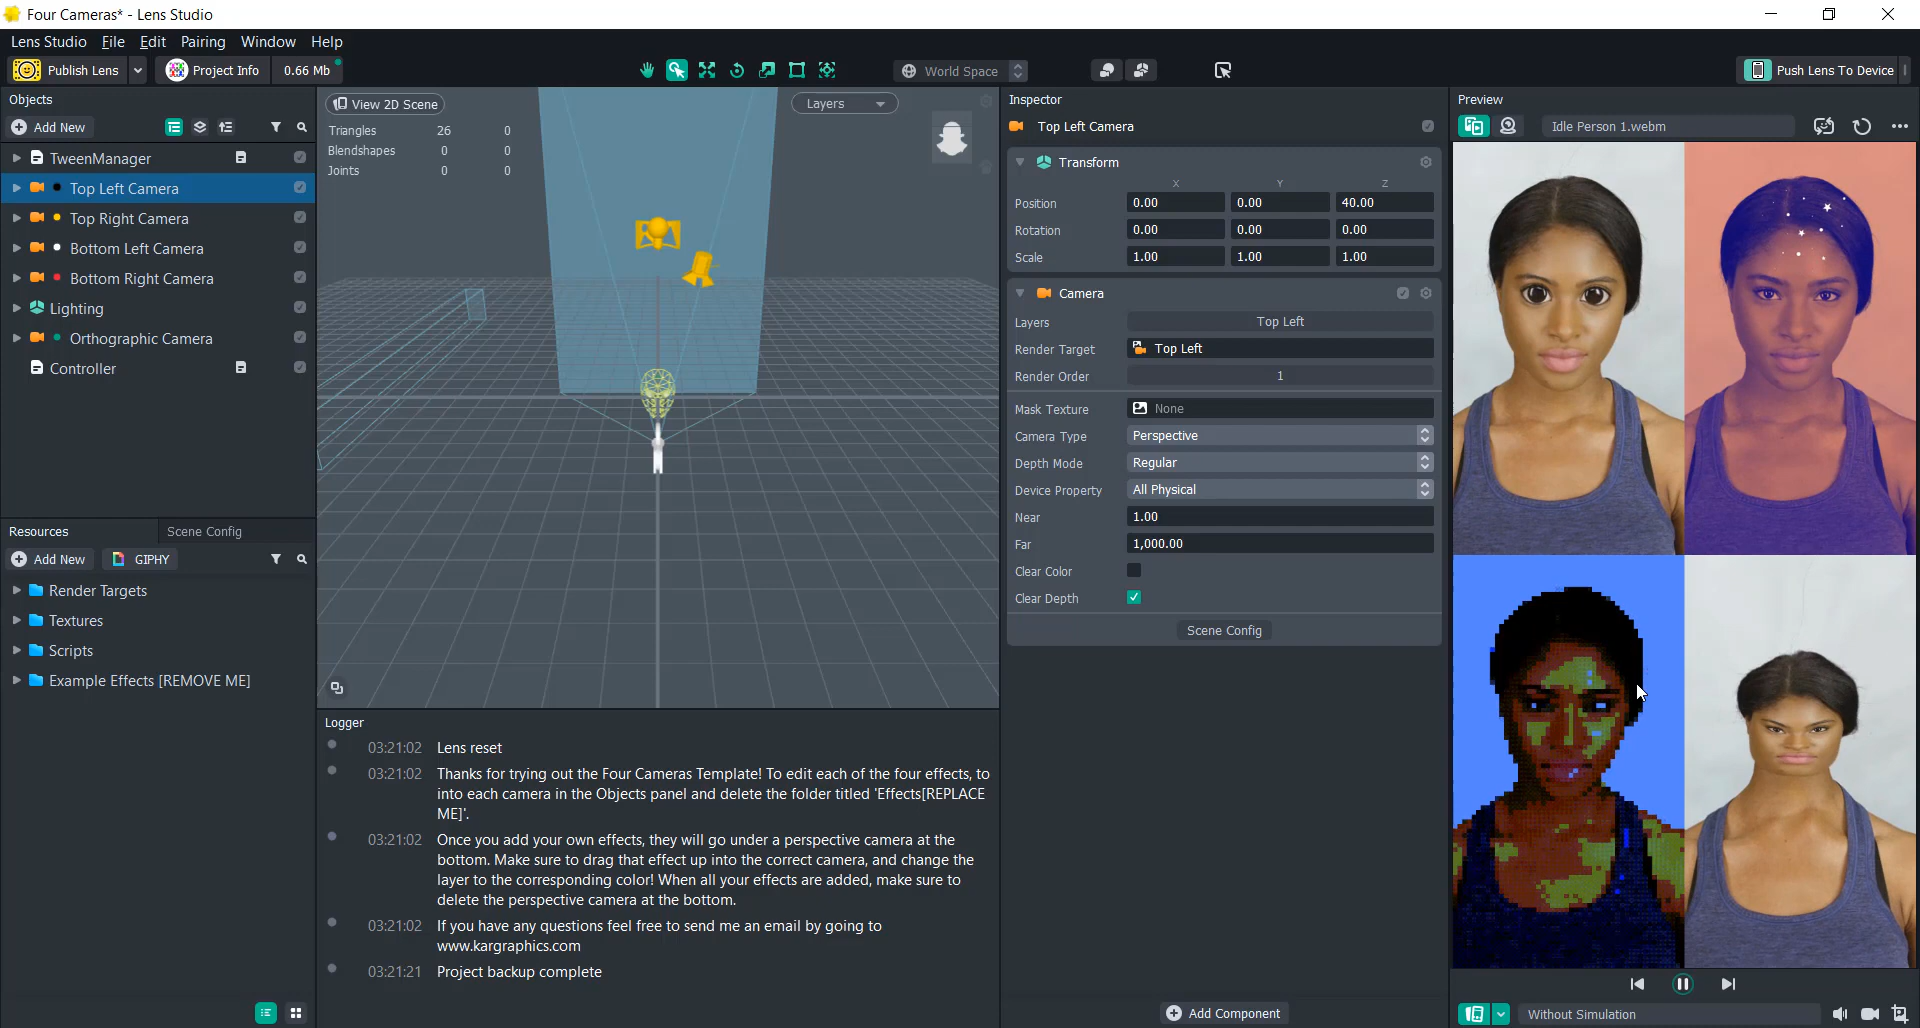 Four Cameras* - Lens Studio
Lens Studio File Edit Pairing Window Help
Publish Lens Project Info 0.66 Mb World Space Push Lens To Device
Objects
Add New
TweenManager
Top Left Camera
Top Right Camera
Bottom Left Camera
Bottom Right Camera
Lighting
Orthographic Camera
Controller
Resources Scene Config
Add New GIPHY
Render Targets
Textures
Scripts
Example Effects [REMOVE ME]
View 2D Scene Layers
Triangles 26 0
Blendshapes 0 0
Joints 0 0
Logger
03:21:02 Lens reset
03:21:02 Thanks for trying out the Four Cameras Template! To edit each of the four effects, to
into each camera in the Objects panel and delete the folder titled 'Effects[REPLACE
ME]'.
03:21:02 Once you add your own effects, they will go under a perspective camera at the
bottom. Make sure to drag that effect up into the correct camera, and change the
layer to the corresponding color! When all your effects are added, make sure to
delete the perspective camera at the bottom.
03:21:02 If you have any questions feel free to send me an email by going to
www.kargraphics.com
03:21:21 Project backup complete
Inspector
Top Left Camera
Transform
X Y Z
Position 0.00 0.00 40.00
Rotation 0.00 0.00 0.00
Scale 1.00 1.00 1.00
Camera
Layers Top Left
Render Target Top Left
Render Order 1
Mask Texture None
Camera Type Perspective
Depth Mode Regular
Device Property All Physical
Near 1.00
Far 1,000.00
Clear Color
Clear Depth
Scene Config
Add Component
Preview
Idle Person 1.webm
Without Simulation